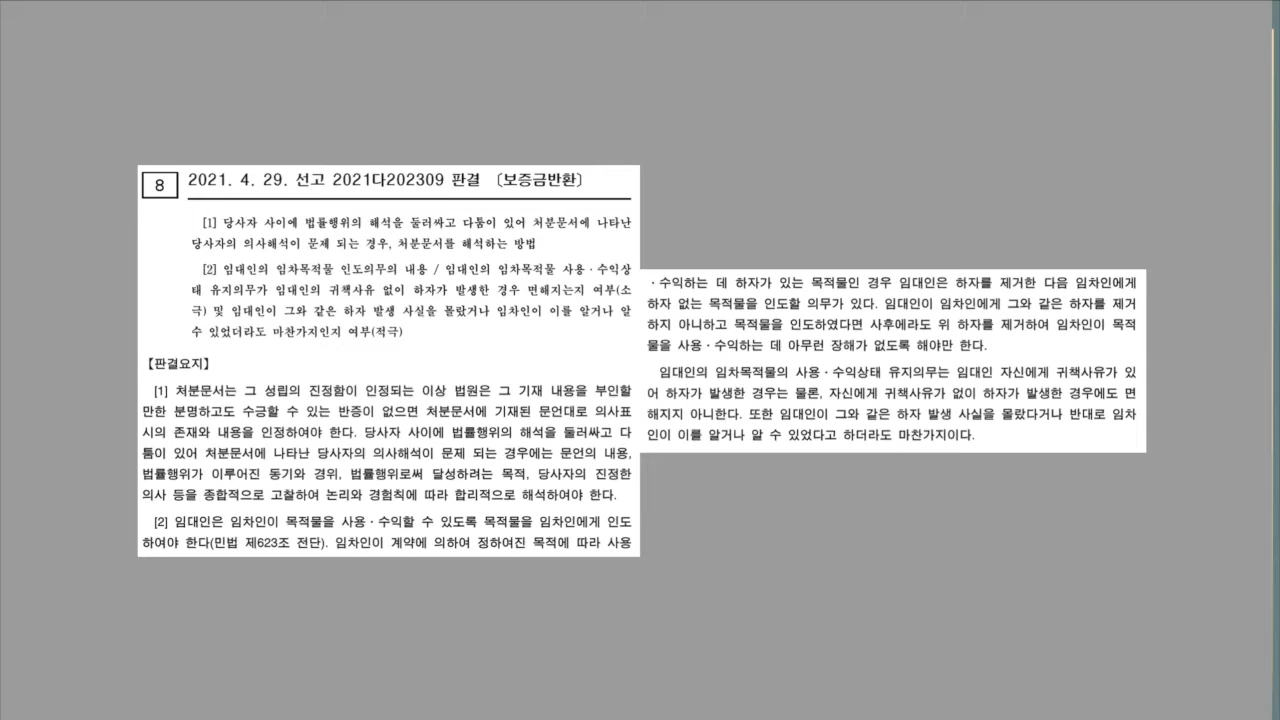 8
2021. 4. 29. 선고 2021다202309 판결 〔보증금반환〕
[1] 당사자 사이에 법률행위의 해석을 둘러싸고 다툼이 있어 처분문서에 나타난
당사자의 의사해석이 문제 되는 경우, 처분문서를 해석하는 방법
[2] 임대인의 임차목적물 인도의무의 내용 / 임대인의 임차목적물 사용·수익상
태 유지의무가 임대인의 귀책사유 없이 하자가 발생한 경우 면해지는지 여부(소
극) 및 임대인이 그와 같은 하자 발생 사실을 몰랐거나 임차인이 이를 알거나 알
수 있었더라도 마찬가지인지 여부(적극)
【판결요지】
[1] 처분문서는 그 성립의 진정함이 인정되는 이상 법원은 그 기재 내용을 부인할
만한 분명하고도 수긍할 수 있는 반증이 없으면 처분문서에 기재된 문언대로 의사표
시의 존재와 내용을 인정하여야 한다. 당사자 사이에 법률행위의 해석을 둘러싸고 다
툼이 있어 처분문서에 나타난 당사자의 의사해석이 문제 되는 경우에는 문언의 내용,
법률행위가 이루어진 동기와 경위, 법률행위로써 달성하려는 목적, 당사자의 진정한
의사 등을 종합적으로 고찰하여 논리와 경험칙에 따라 합리적으로 해석하여야 한다.
[2] 임대인은 임차인이 목적물을 사용·수익할 수 있도록 목적물을 임차인에게 인도
하여야 한다(민법 제623조 전단). 임차인이 계약에 의하여 정하여진 목적에 따라 사용
·수익하는 데 하자가 있는 목적물인 경우 임대인은 하자를 제거한 다음 임차인에게
하자 없는 목적물을 인도할 의무가 있다. 임대인이 임차인에게 그와 같은 하자를 제거
하지 아니하고 목적물을 인도하였다면 사후에라도 위 하자를 제거하여 임차인이 목적
물을 사용·수익하는 데 아무런 장해가 없도록 해야만 한다.
임대인의 임차목적물의 사용·수익상태 유지의무는 임대인 자신에게 귀책사유가 있
어 하자가 발생한 경우는 물론, 자신에게 귀책사유가 없이 하자가 발생한 경우에도 면
해지지 아니한다. 또한 임대인이 그와 같은 하자 발생 사실을 몰랐다거나 반대로 임차
인이 이를 알거나 알 수 있었다고 하더라도 마찬가지이다.